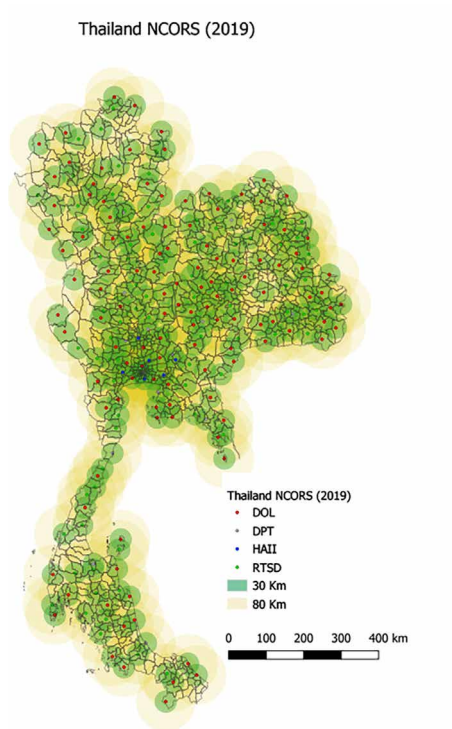 Thailand NCORS (2019)
Thailand NCORS (2019)
DOL
DPT
HAII
RTSD
30 Km
80 Km
0 100 200 300 400 km